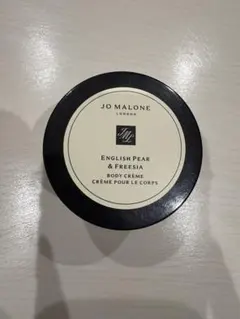 JO MALONE
LONDON
ENGLISH PEAR
& FREESIA
BODY CRÈME
CRÈME POUR LE CORPS